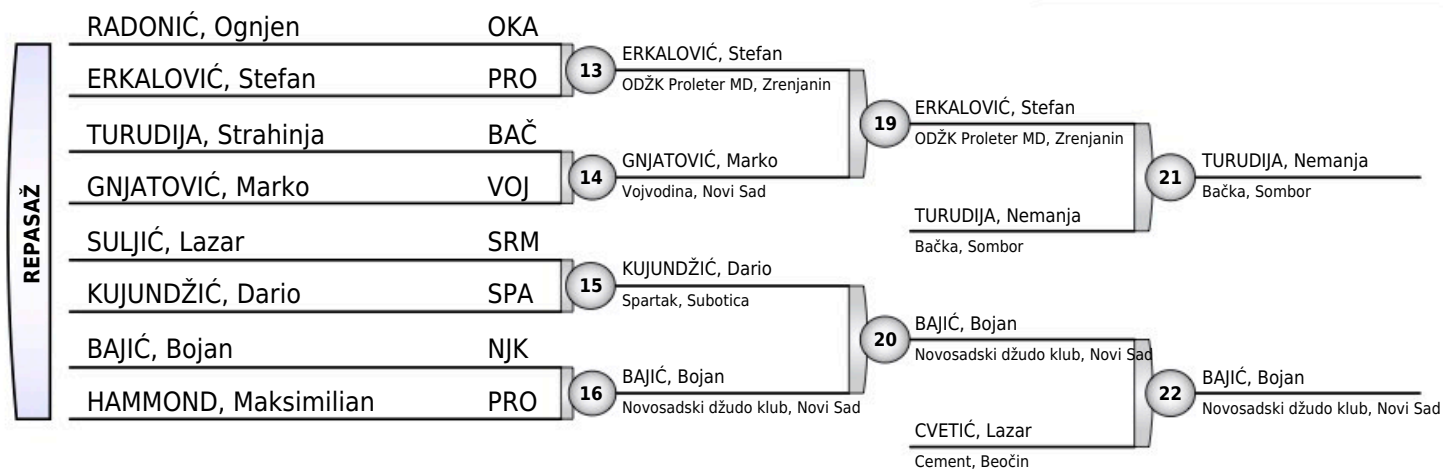 REPASAŽ
RADONIĆ, Ognjen OKA
ERKALOVIĆ, Stefan PRO
TURUDIJA, Strahinja BAČ
GNJATOVIĆ, Marko VOJ
SULJIĆ, Lazar SRM
KUJUNDŽIĆ, Dario SPA
BAJIĆ, Bojan NJK
HAMMOND, Maksimilian PRO
13
ERKALOVIĆ, Stefan
ODŽK Proleter MD, Zrenjanin
14
GNJATOVIĆ, Marko
Vojvodina, Novi Sad
15
KUJUNDŽIĆ, Dario
Spartak, Subotica
16
BAJIĆ, Bojan
Novosadski džudo klub, Novi Sad
19
ERKALOVIĆ, Stefan
ODŽK Proleter MD, Zrenjanin
TURUDIJA, Nemanja
Bačka, Sombor
20
BAJIĆ, Bojan
Novosadski džudo klub, Novi Sad
CVETIĆ, Lazar
Cement, Beočin
21
TURUDIJA, Nemanja
Bačka, Sombor
22
BAJIĆ, Bojan
Novosadski džudo klub, Novi Sad